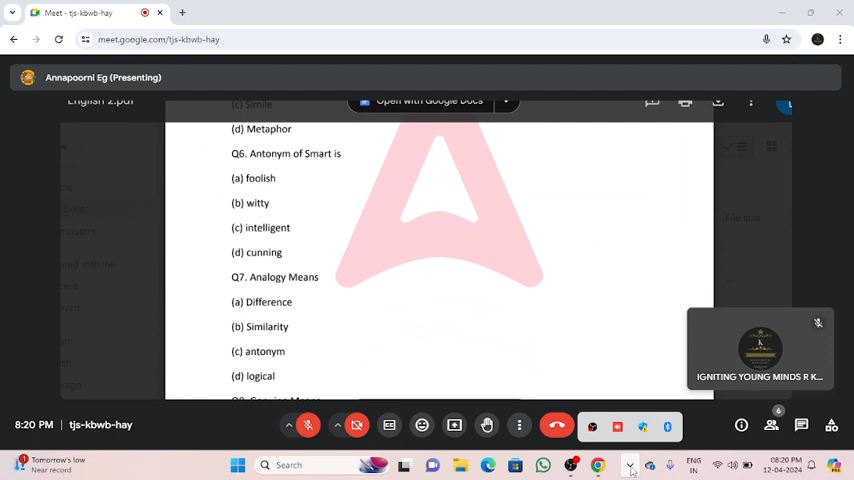 Meet - tjs-kbwb-hay
meet.google.com/tjs-kbwb-hay
Annapoorni Eg (Presenting)
English 2.pdf
Open with Google Docs
(c) Simile
(d) Metaphor
Q6. Antonym of Smart is
(a) foolish
(b) witty
(c) intelligent
(d) cunning
Q7. Analogy Means
(a) Difference
(b) Similarity
(c) antonym
(d) logical
File size
IGNITING YOUNG MINDS R K...
K
8:20 PM | tjs-kbwb-hay
6
Tomorrow's low
Near record
1
Search
ENG
IN
08:20 PM
12-04-2024